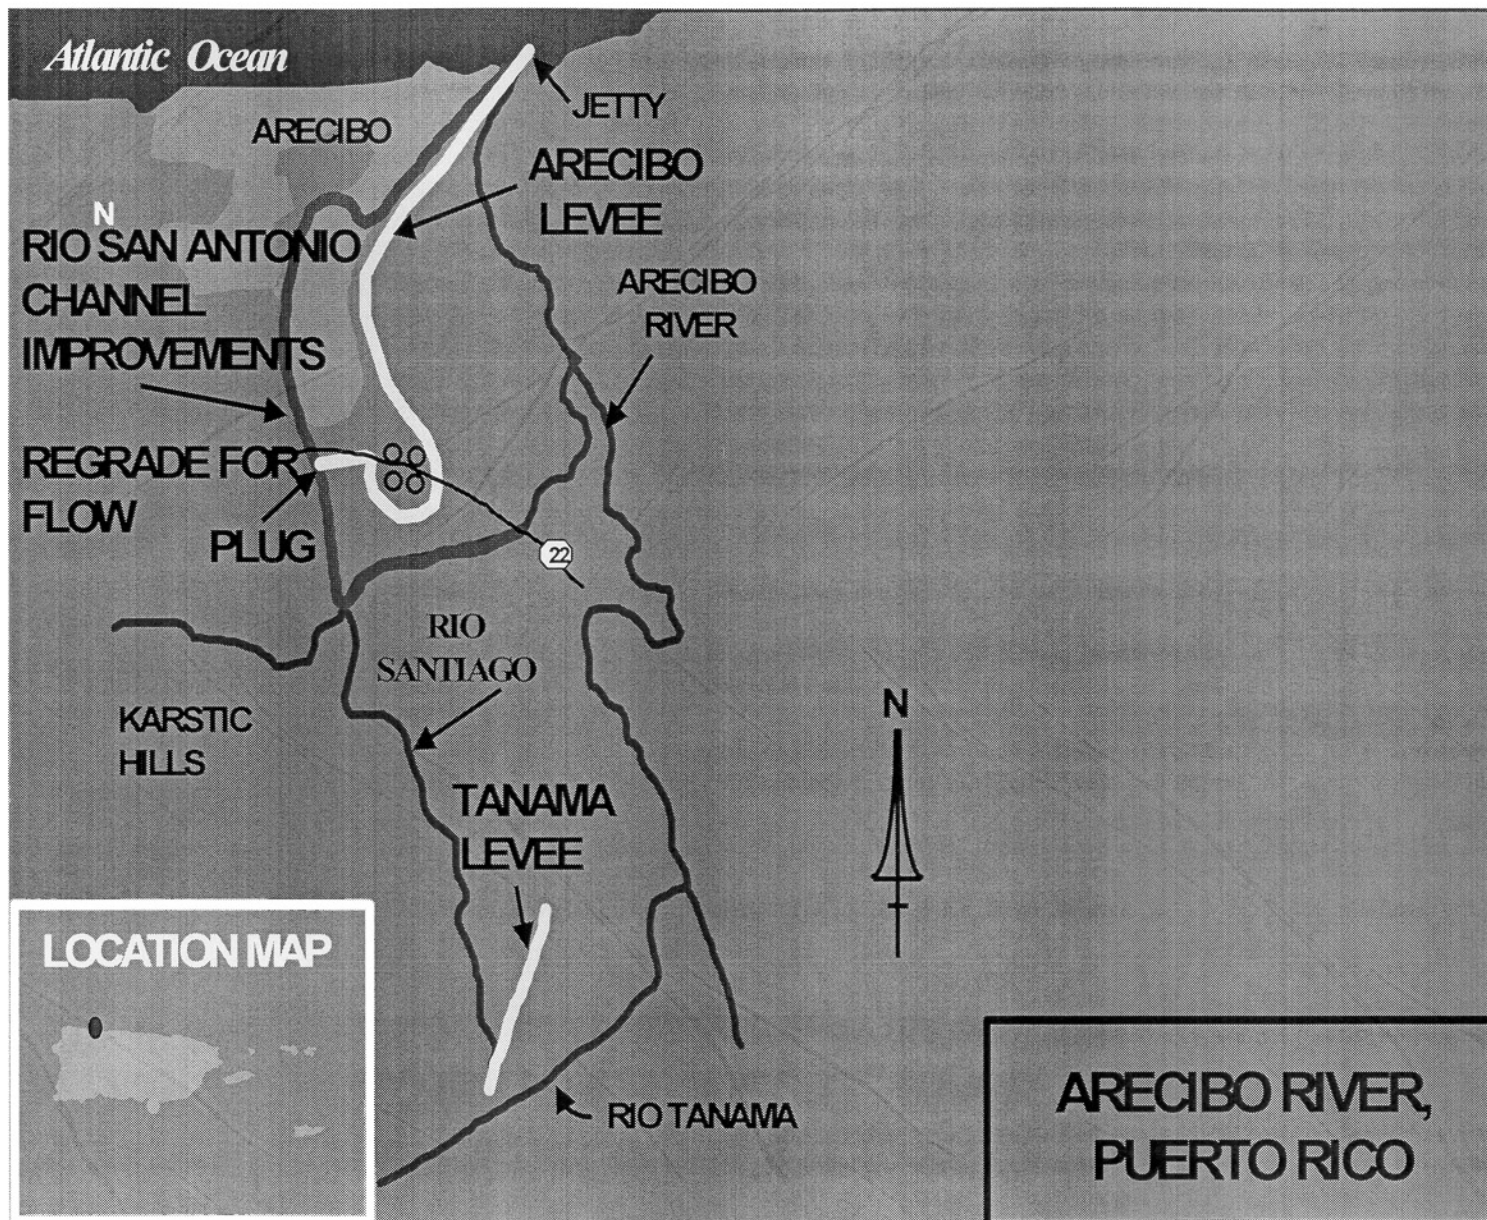 Atlantic Ocean
JETTY
ARECIBO
ARECIBO
LEVEE
N
RIO SAN ANTONIO
CHANNEL
IMPROVEMENTS
ARECIBO
RIVER
REGRADE FOR
FLOW
PLUG
22
RIO
SANTIAGO
KARSTIC
HILLS
N
TANAMA
LEVEE
LOCATION MAP
RIO TANAMA
ARECIBO RIVER,
PUERTO RICO